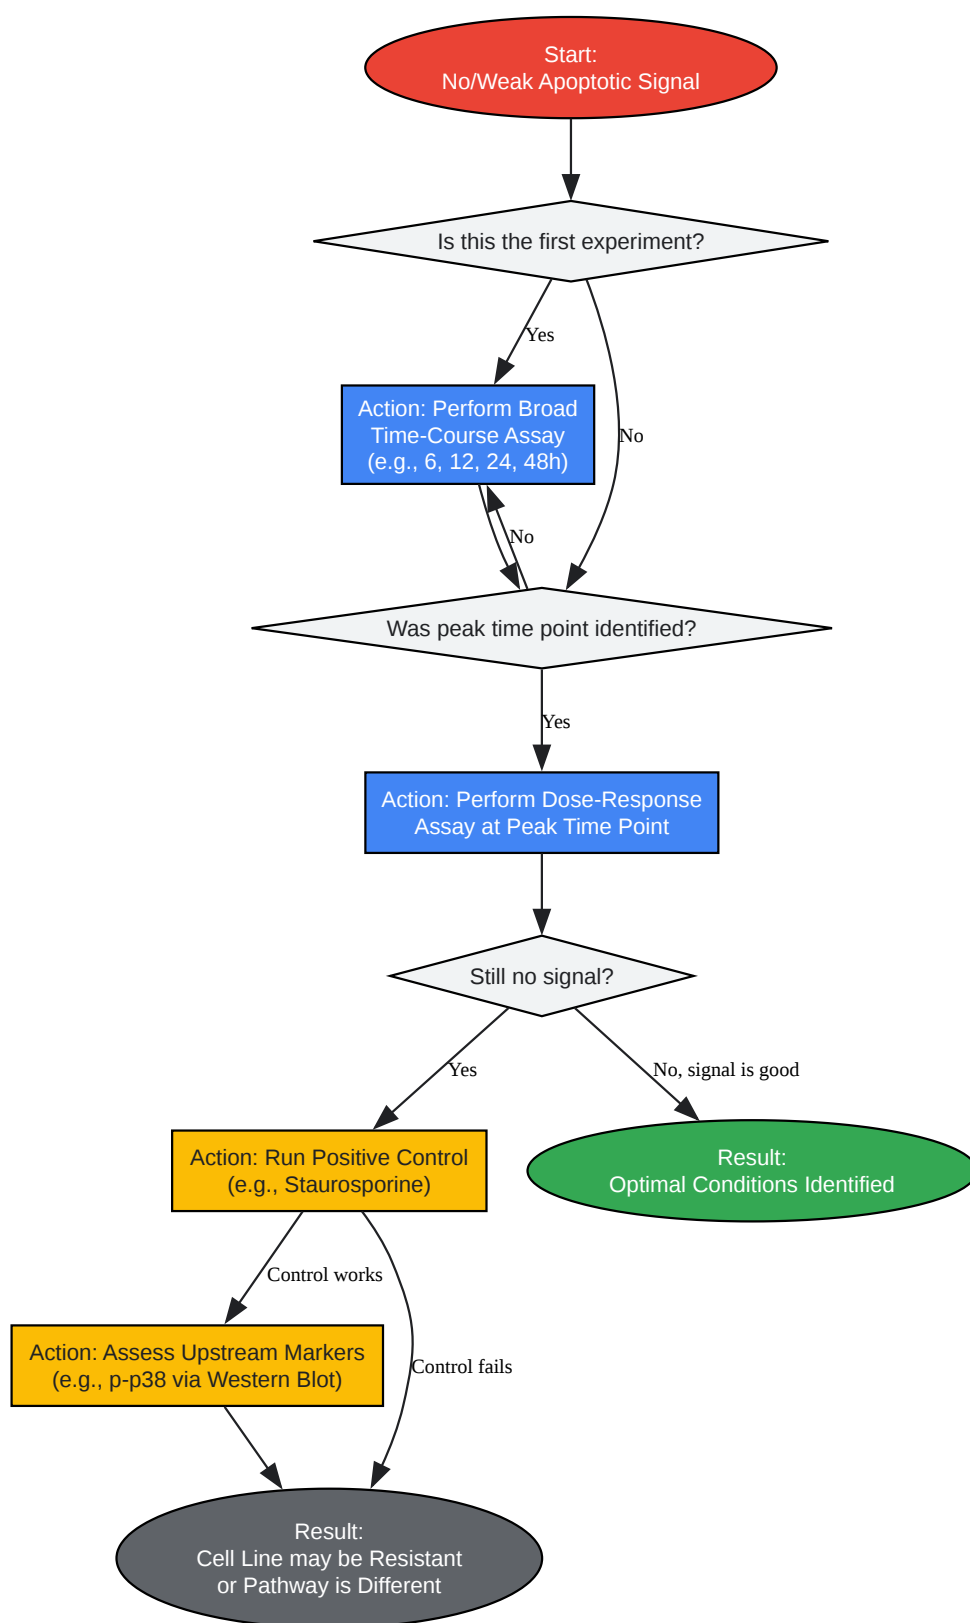 Start:
No/Weak Apoptotic Signal
Is this the first experiment?
Yes
Action: Perform Broad
Time-Course Assay
(e.g., 6, 12, 24, 48h)
No
No
Was peak time point identified?
Yes
Action: Perform Dose-Response
Assay at Peak Time Point
Still no signal?
Yes
No, signal is good
Action: Run Positive Control
(e.g., Staurosporine)
Result:
Optimal Conditions Identified
Control works
Action: Assess Upstream Markers
(e.g., p-p38 via Western Blot)
Control fails
Result:
Cell Line may be Resistant
or Pathway is Different